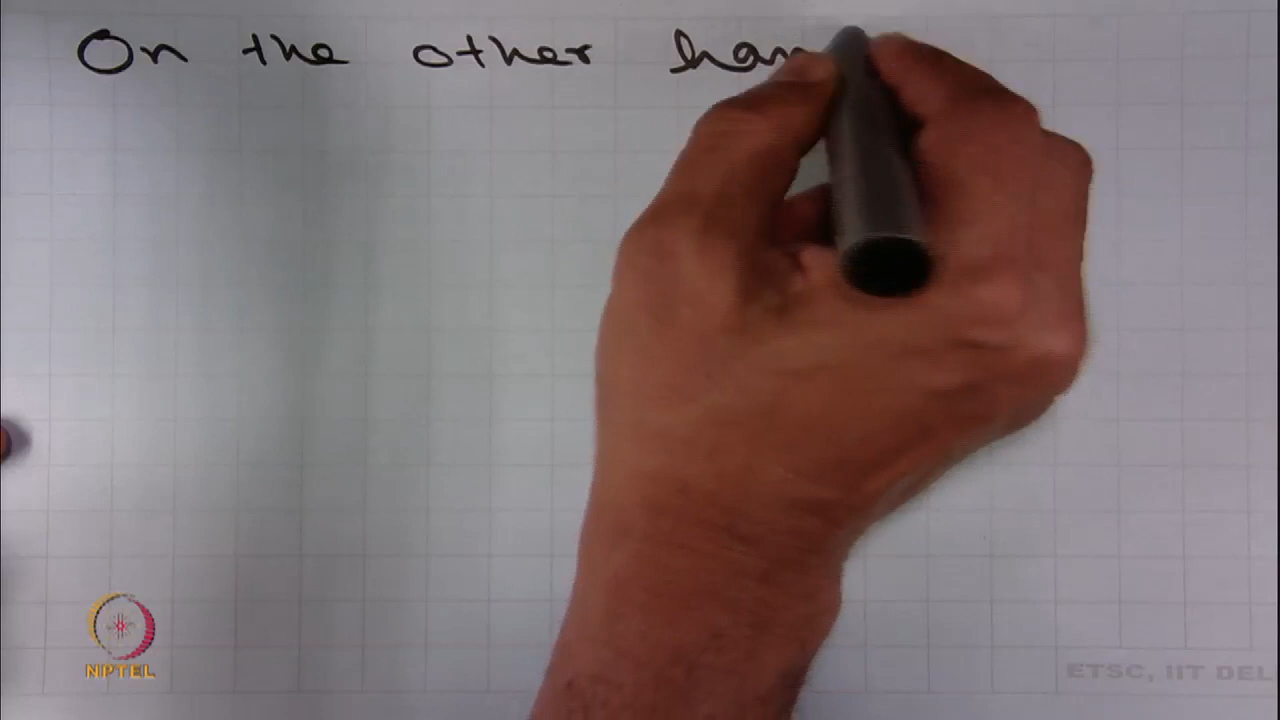 On the other han
NPTEL
ETSC, IIT DEL